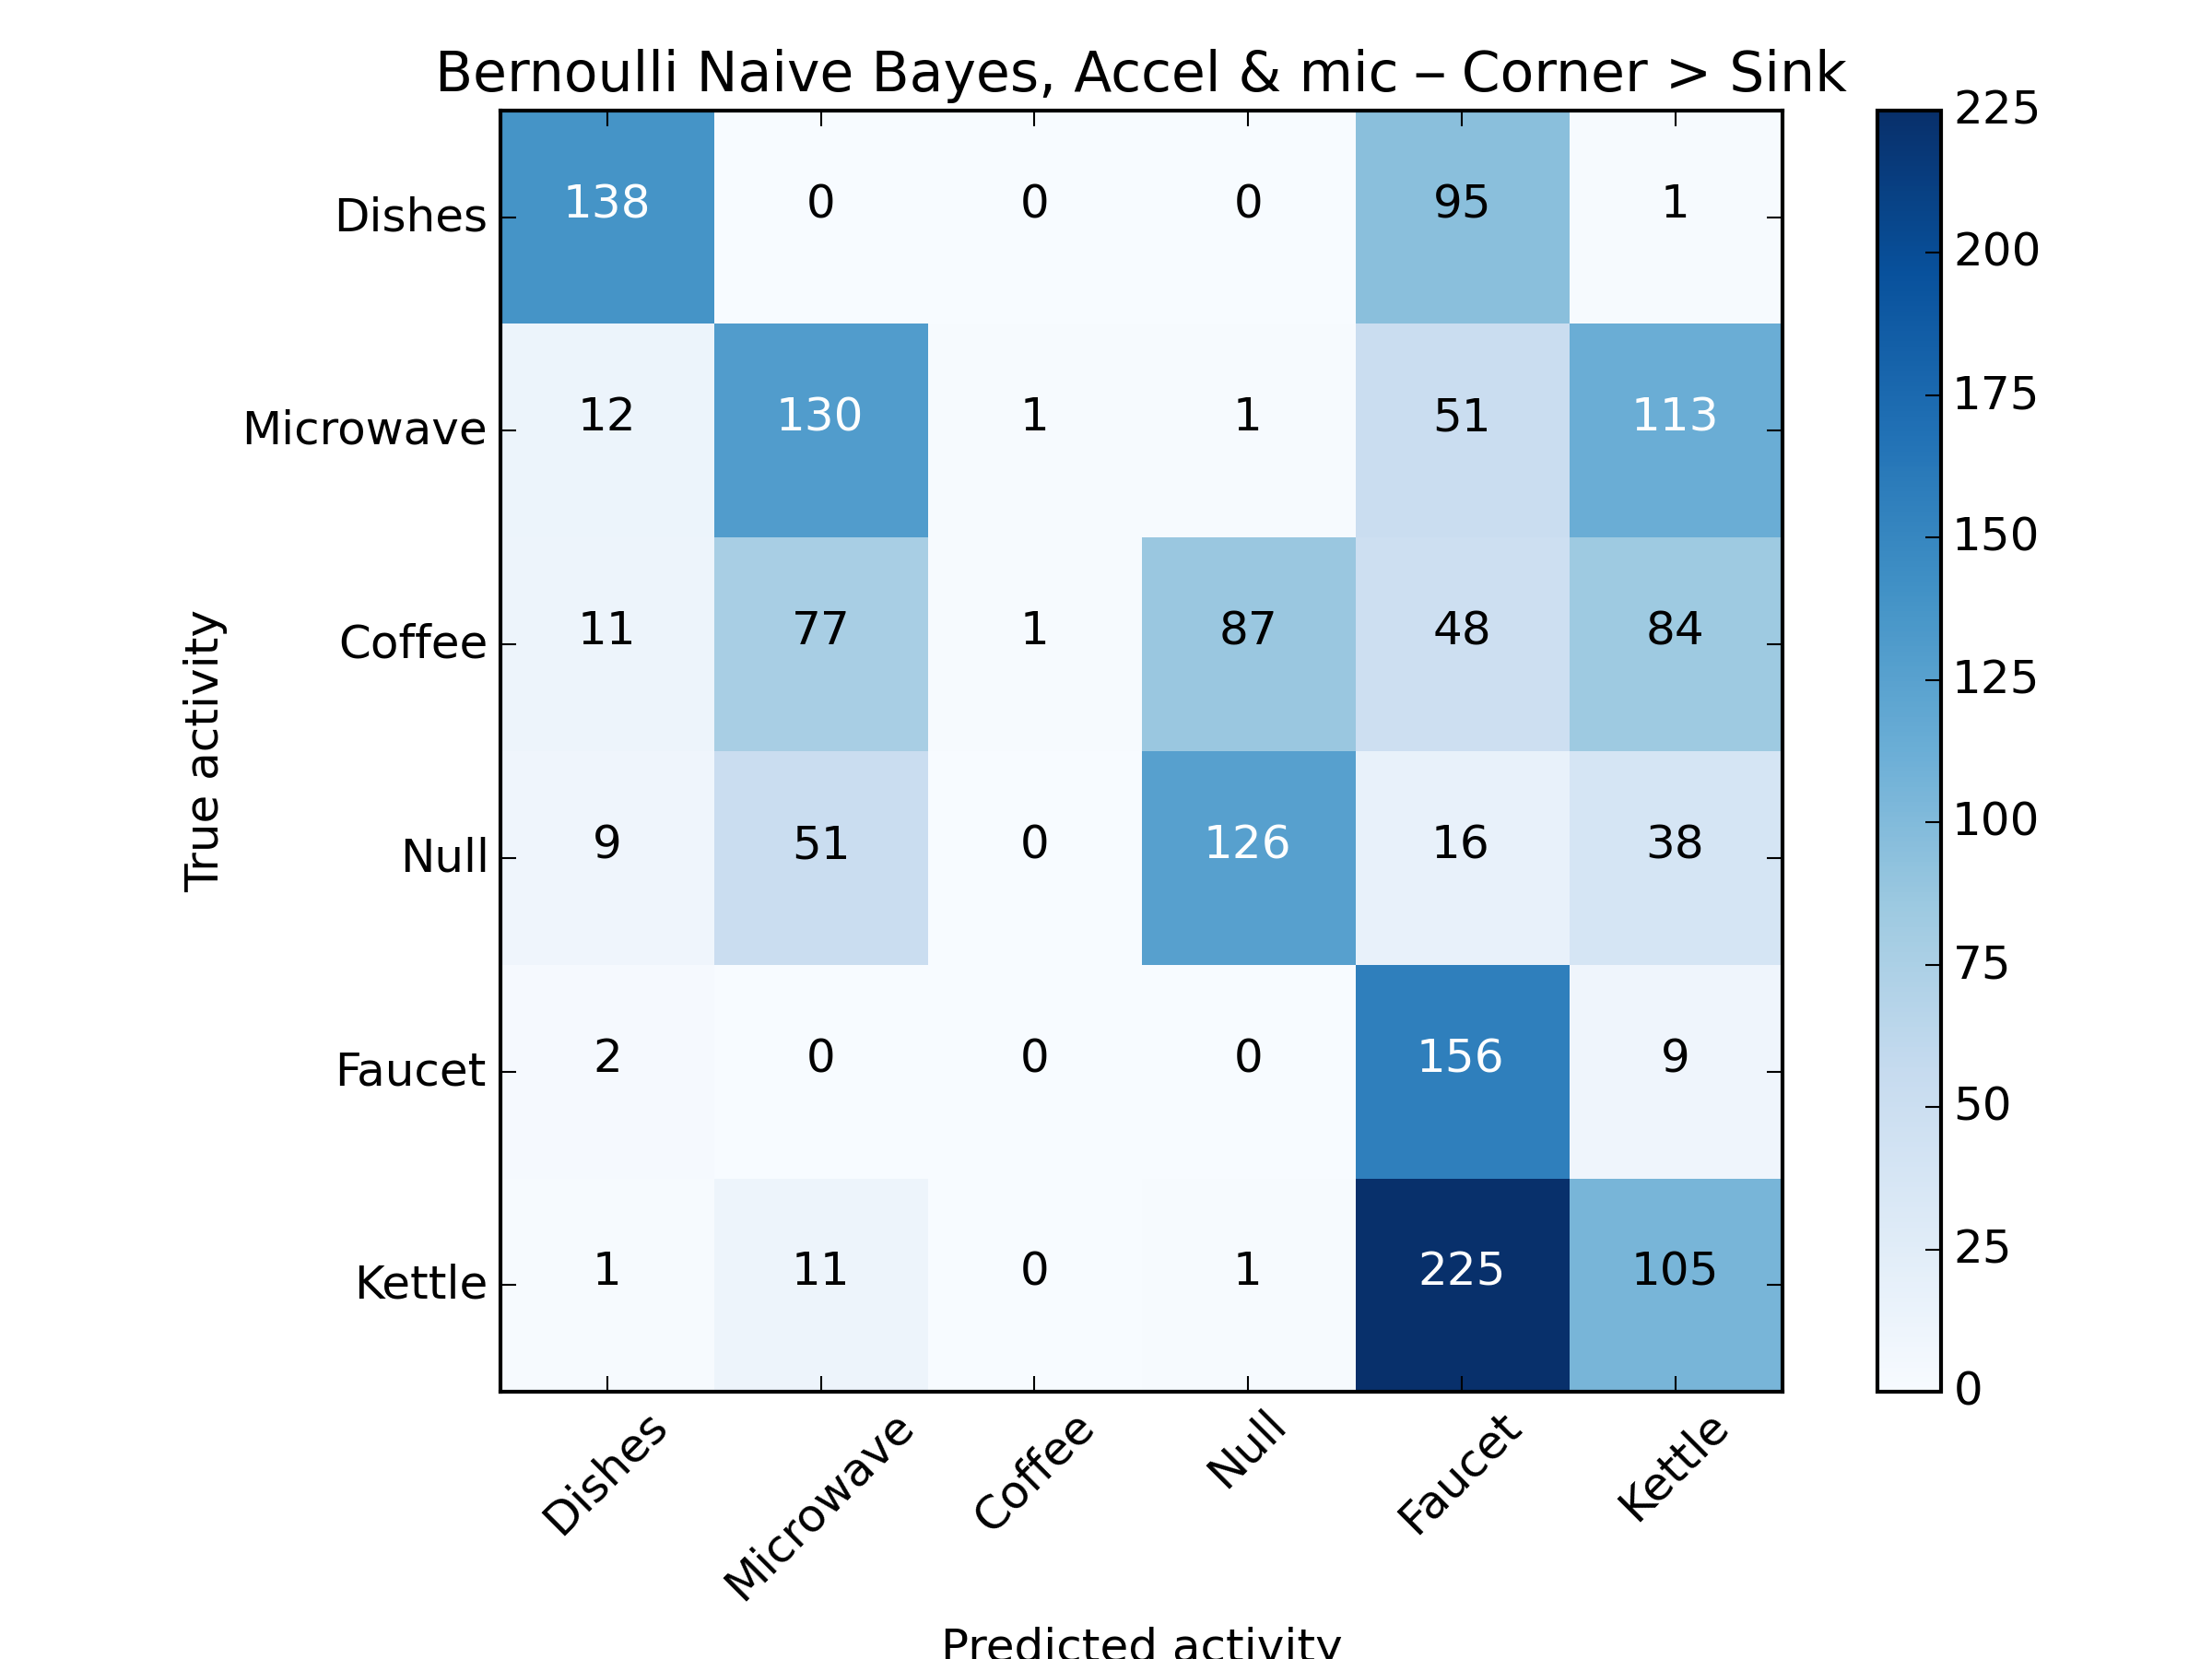 Bernoulli Naive Bayes, Accel & mic – Corner > Sink
225
Dishes 138 0 0 0 95 1
200
Microwave 12 130 1 1 51 113
175
150
Coffee 11 77 1 87 48 84
125
True activity
100
Null 9 51 0 126 16 38
75
Faucet 2 0 0 0 156 9
50
25
Kettle 1 11 0 1 225 105
0
Dishes Microwave Coffee Null Faucet Kettle
Predicted activity